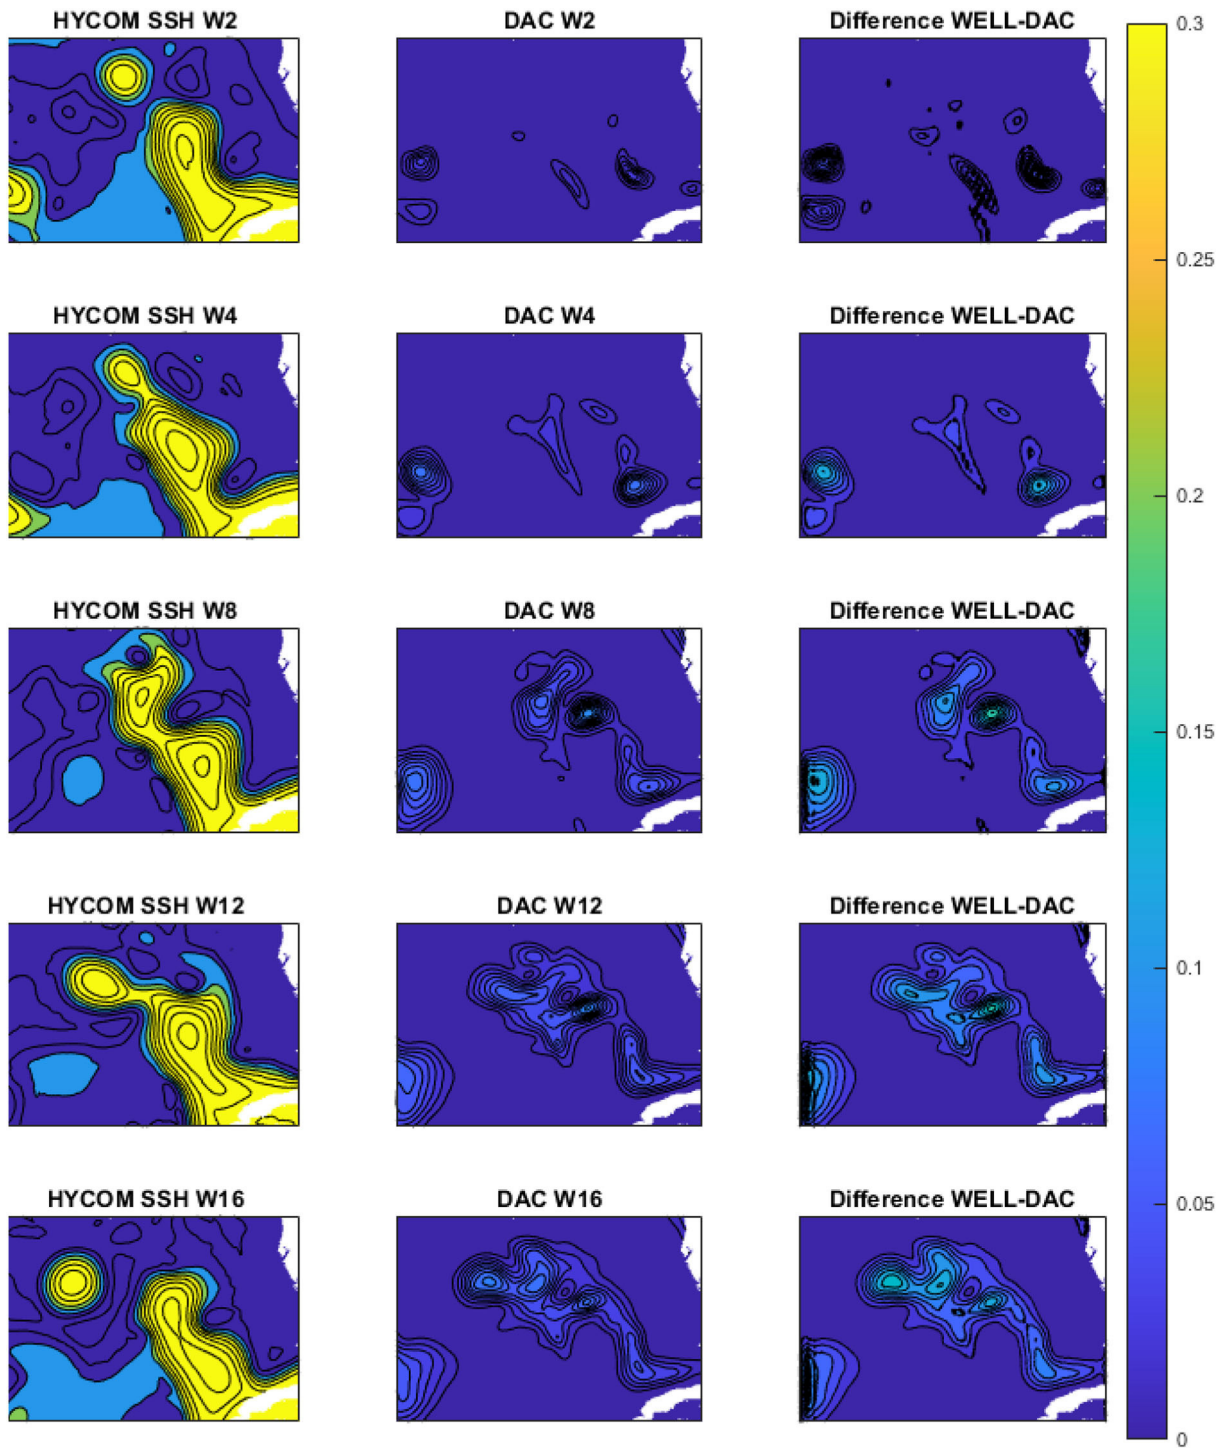 HYCOM SSH W2
DAC W2
Difference WELL-DAC
0.3
0.25
HYCOM SSH W4
DAC W4
Difference WELL-DAC
0.2
HYCOM SSH W8
DAC W8
Difference WELL-DAC
0.15
HYCOM SSH W12
DAC W12
Difference WELL-DAC
0.1
HYCOM SSH W16
DAC W16
Difference WELL-DAC
0.05
0